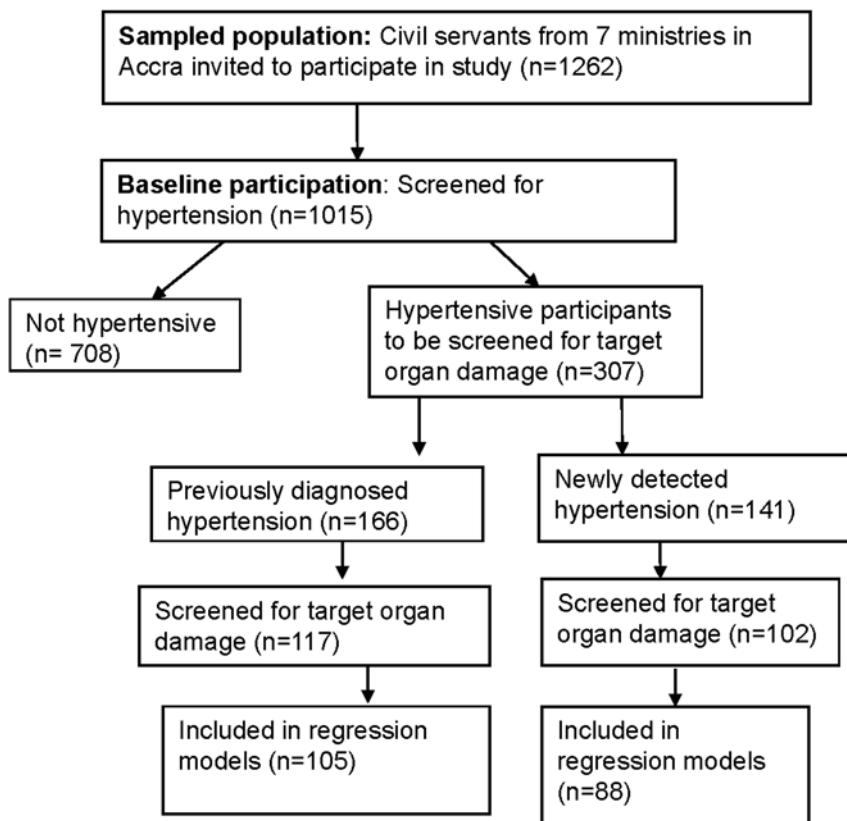 Sampled population: Civil servants from 7 ministries in
Accra invited to participate in study (n=1262)
Baseline participation: Screened for
hypertension (n=1015)
Not hypertensive
(n= 708)
Hypertensive participants
to be screened for target
organ damage (n=307)
Previously diagnosed
hypertension (n=166)
Newly detected
hypertension (n=141)
Screened for target organ
damage (n=117)
Screened for target
organ damage (n=102)
Included in regression
models (n=105)
Included in
regression models
(n=88)